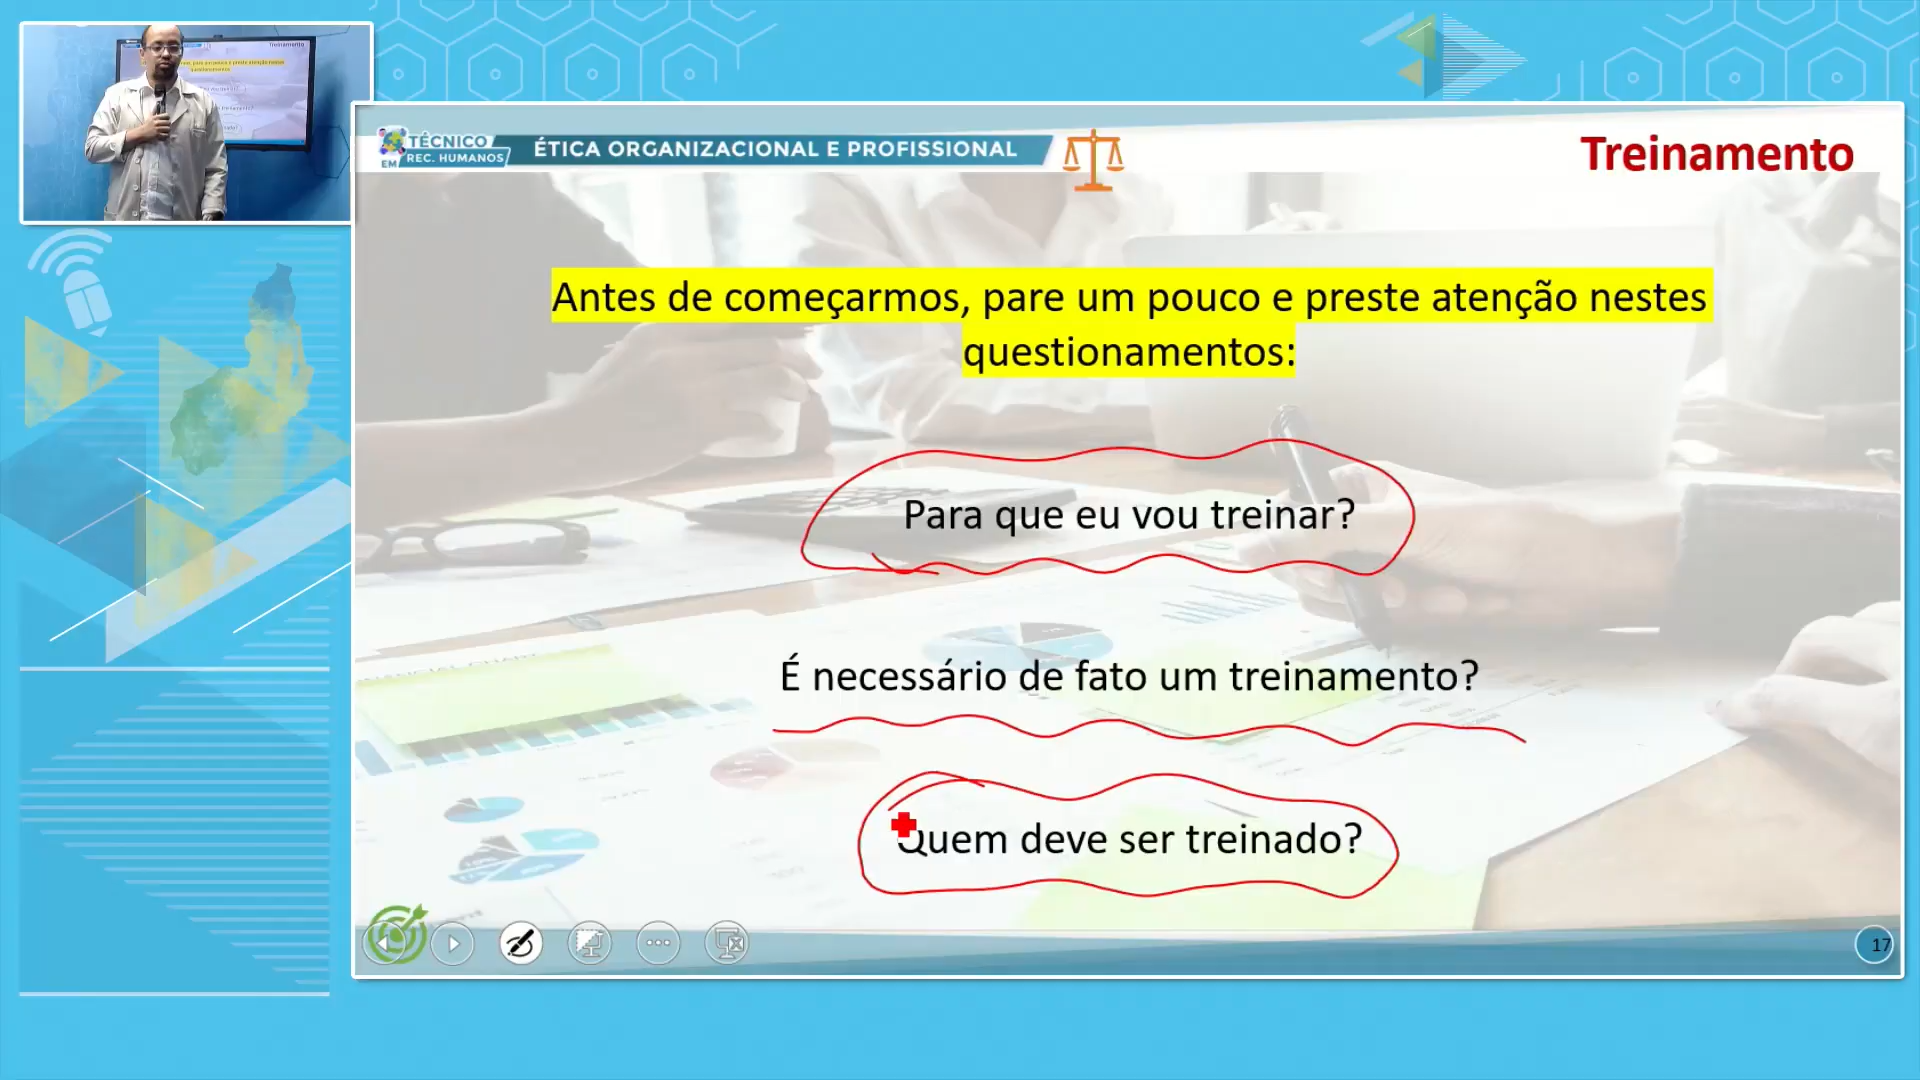 TÉCNICO
EM REC. HUMANOS
ÉTICA ORGANIZACIONAL E PROFISSIONAL
Treinamento
Antes de começarmos, pare um pouco e preste atenção nestes
questionamentos:
Para que eu vou treinar?
É necessário de fato um treinamento?
Quem deve ser treinado?
17